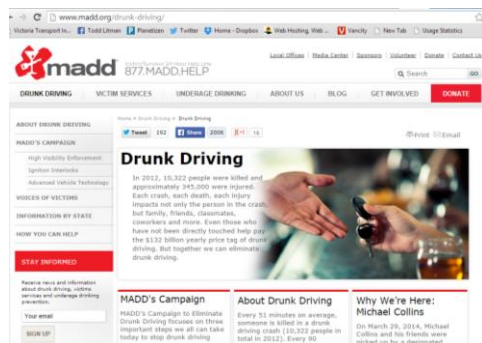 www.madd.org/drunk-driving/
Victoria Transport In... Todd Litman Planetizen Twitter Home - Dropbox Web Hosting, Web ... Vancity New Tab Usage Statistics
Local Offices | Media Center | Sponsors | Volunteer | Donate | Contact Us
madd
877.MADD.HELP
Search GO
DRUNK DRIVING VICTIM SERVICES UNDERAGE DRINKING ABOUT US BLOG GET INVOLVED DONATE
ABOUT DRUNK DRIVING
MADD'S CAMPAIGN
High Visibility Enforcement
Ignition Interlocks
Advanced Vehicle Technology
VOICES OF VICTIMS
INFORMATION BY STATE
HOW YOU CAN HELP
STAY INFORMED
Receive news and information
about drunk driving, victims
services and underage drinking
prevention.
Your email
SIGN UP
Home > Drunk Driving > Drunk Driving
Tweet 192 Share 2006 +1 16
Print Email
Drunk Driving
In 2012, 10,322 people were killed and
approximately 345,000 were injured.
Each crash, each death, each injury
impacts not only the person in the crash,
but family, friends, classmates,
coworkers and more. Even those who
have not been directly touched help pay
the $132 billion yearly price tag of drunk
driving. But together we can eliminate
drunk driving.
MADD's Campaign
MADD's Campaign to Eliminate
Drunk Driving focuses on three
important steps we all can take
today to stop drunk driving
About Drunk Driving
Every 51 minutes on average,
someone is killed in a drunk
driving crash (10,322 people in
total in 2012). Every 90
Why We're Here:
Michael Collins
On March 29, 2014, Michael
Collins and his friends were
picked up by a designated